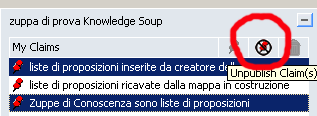 zuppa di prova Knowledge Soup
My Claims
liste di proposizioni inserite da creatore
Unpublish Claim(s)
liste di proposizioni ricavate dalla mappa in costruzione
Zuppe di Conoscenza sono liste di proposizioni